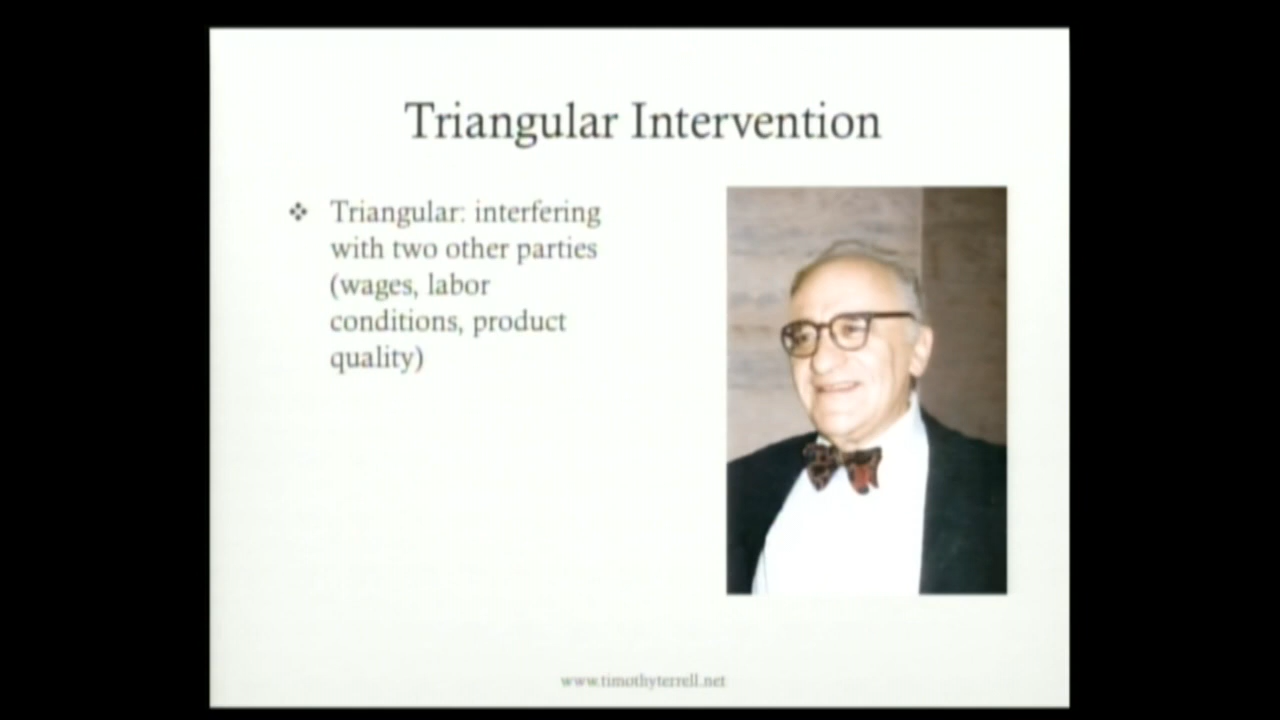 Triangular Intervention
❖ Triangular: interfering
with two other parties
(wages, labor
conditions, product
quality)
www.timothyterrell.net